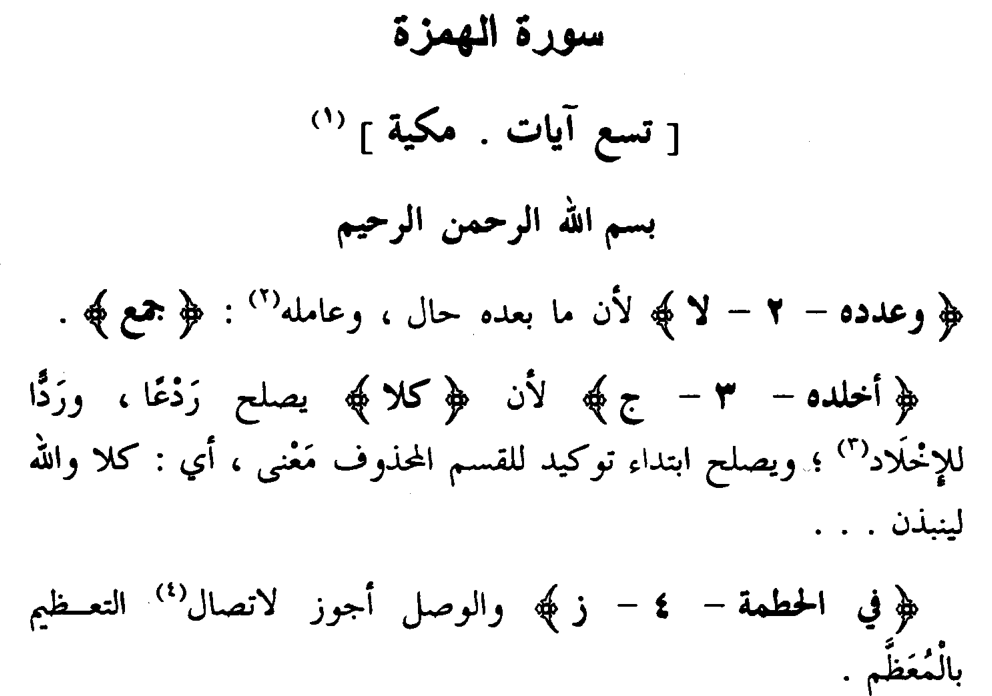 سورة الهمزة
[ تسع آيات . مكية ] (١)
بسم الله الرحمن الرحيم
﴿ وعدده – ٢ – لا ﴾ لأن ما بعده حال ، وعامله(٢) : ﴿ جمع ﴾ .
﴿ أخلده – ٣ – ج ﴾ لأن ﴿ كلا ﴾ يصلح رَدْعًا ، ورَدًّا
للإِخْلَاد(٣) ؛ ويصلح ابتداء توكيد للقسم المحذوف مَعْنى ، أي : كلا والله
لينبذن . . .
﴿ في الحطمة – ٤ – ز ﴾ والوصل أجوز لاتصال(٤) التعظيم
بالْمُعَظَّم .